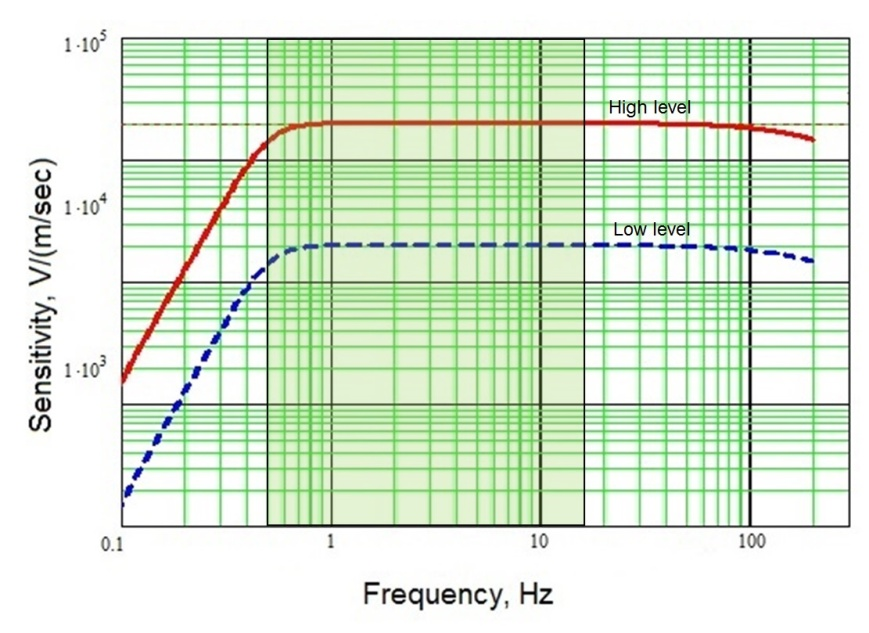 1·10⁵
High level
1·10⁴
Low level
1·10³
Sensitivity, V/(m/sec)
0.1 1 10 100
Frequency, Hz